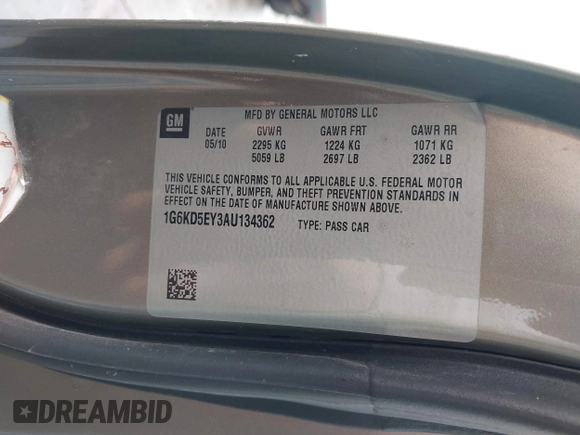 GM
MFD BY GENERAL MOTORS LLC
DATE GVWR GAWR FRT GAWR RR
05/10 2295 KG 1224 KG 1071 KG
5059 LB 2697 LB 2362 LB
THIS VEHICLE CONFORMS TO ALL APPLICABLE U.S. FEDERAL MOTOR
VEHICLE SAFETY, BUMPER, AND THEFT PREVENTION STANDARDS IN
EFFECT ON THE DATE OF MANUFACTURE SHOWN ABOVE.
1G6KD5EY3AU134362 TYPE: PASS CAR
DREAMBID